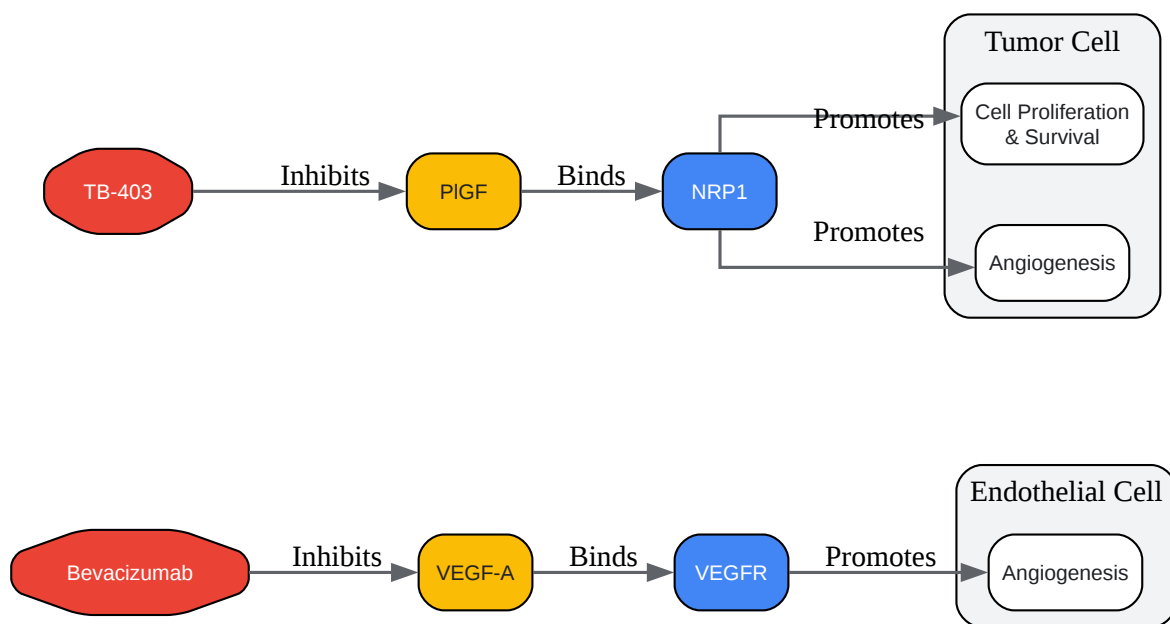 Tumor Cell
Promotes
Cell Proliferation
& Survival
TB-403
Inhibits
PlGF
Binds
NRP1
Promotes
Angiogenesis
Endothelial Cell
Bevacizumab
Inhibits
VEGF-A
Binds
VEGFR
Promotes
Angiogenesis